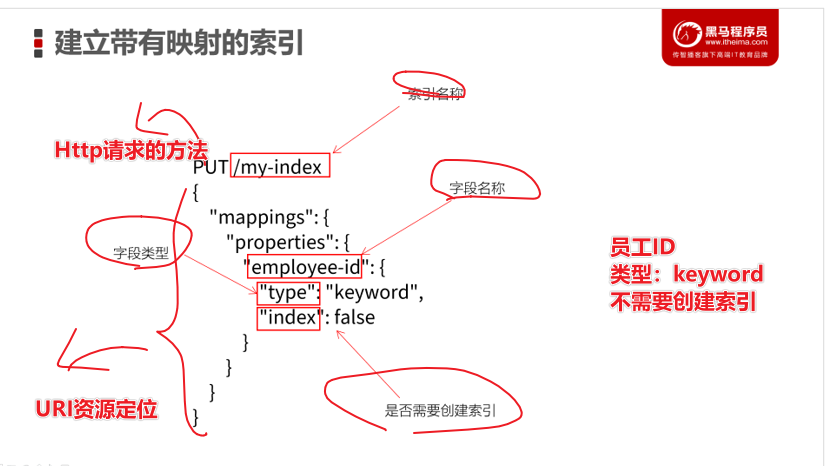 建立带有映射的索引
黑马程序员
www.itheima.com
传智播客旗下高端IT教育品牌
索引名称
Http请求的方法
PUT /my-index
{
字段名称
"mappings": {
"properties": {
字段类型
"employee-id": {
"type": "keyword",
"index": false
}
}
}
}
员工ID
类型：keyword
不需要创建索引
URI资源定位
是否需要创建索引